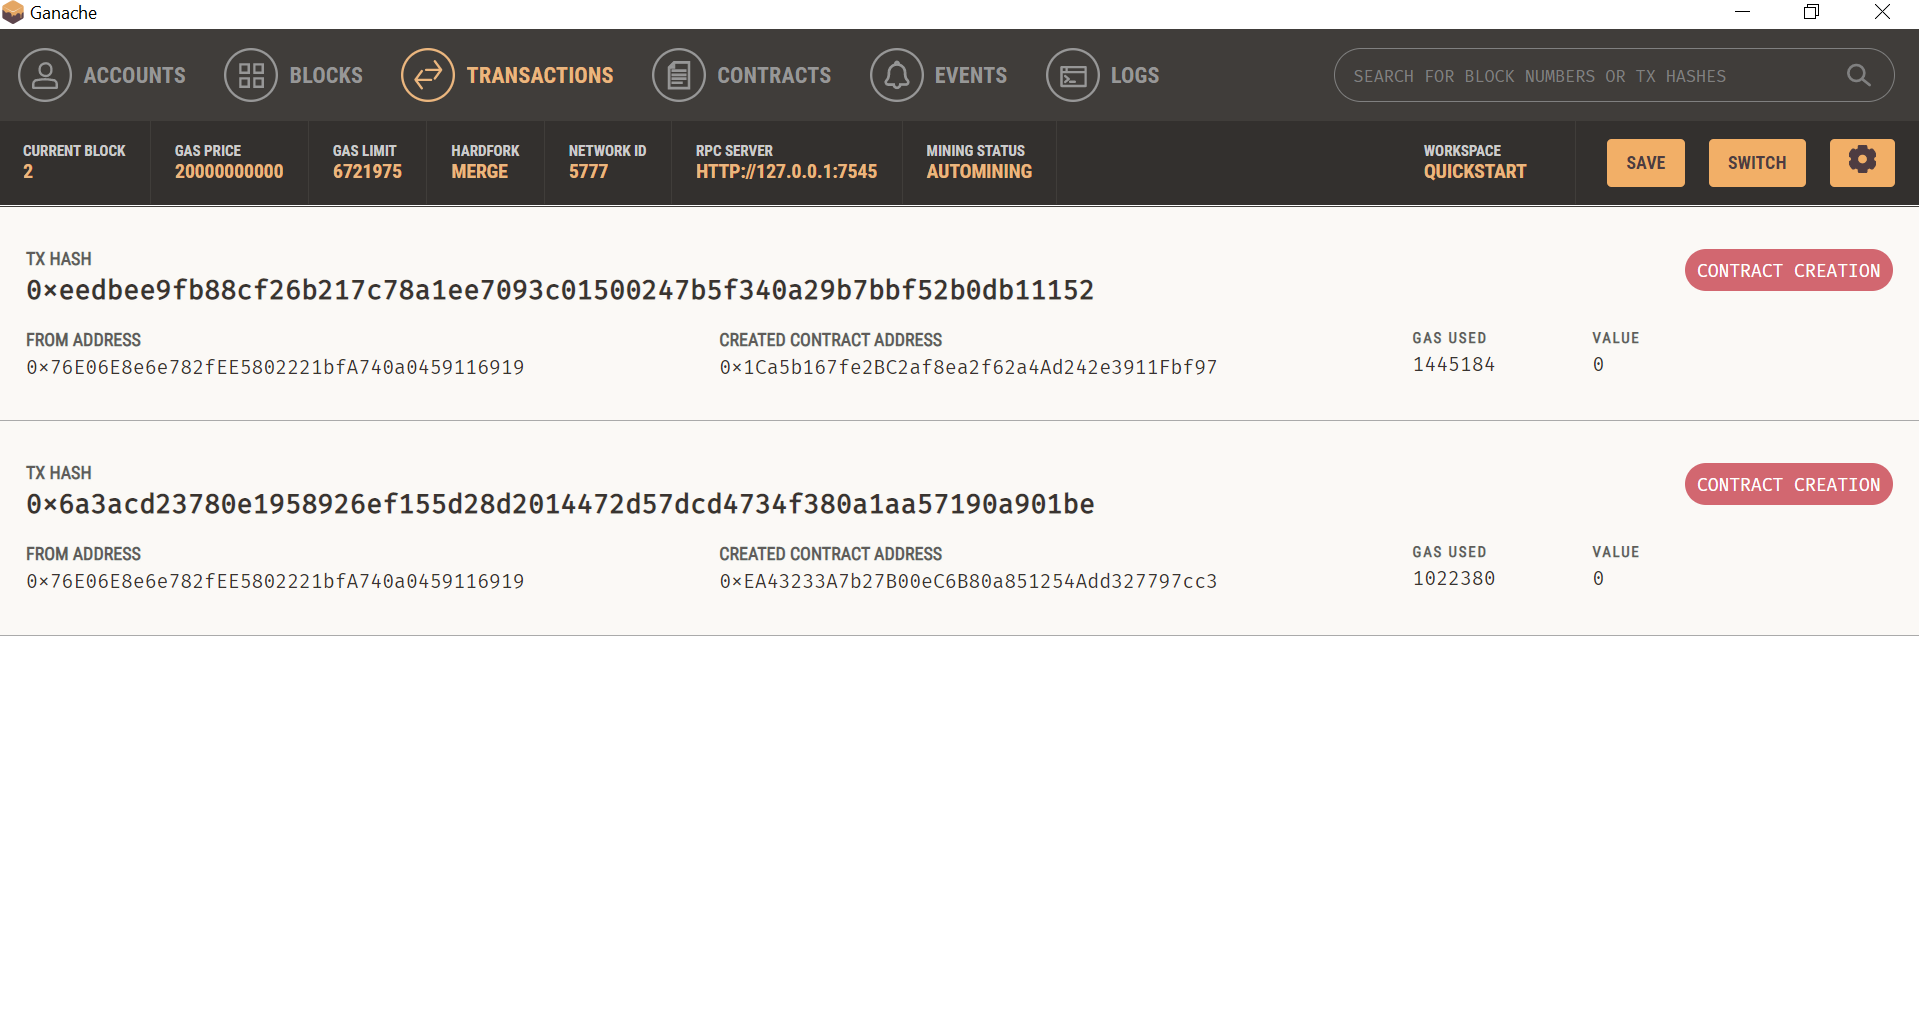 Ganache
ACCOUNTS BLOCKS TRANSACTIONS CONTRACTS EVENTS LOGS SEARCH FOR BLOCK NUMBERS OR TX HASHES
CURRENT BLOCK GAS PRICE GAS LIMIT HARDFORK NETWORK ID RPC SERVER MINING STATUS WORKSPACE
2 20000000000 6721975 MERGE 5777 HTTP://127.0.0.1:7545 AUTOMINING QUICKSTART SAVE SWITCH
TX HASH
0×eedbee9fb88cf26b217c78a1ee7093c01500247b5f340a29b7bbf52b0db11152 CONTRACT CREATION
FROM ADDRESS CREATED CONTRACT ADDRESS GAS USED VALUE
0×76E06E8e6e782fEE5802221bfA740a0459116919 0×1Ca5b167fe2BC2af8ea2f62a4Ad242e3911Fbf97 1445184 0
TX HASH
0×6a3acd23780e1958926ef155d28d2014472d57dcd4734f380a1aa57190a901be CONTRACT CREATION
FROM ADDRESS CREATED CONTRACT ADDRESS GAS USED VALUE
0×76E06E8e6e782fEE5802221bfA740a0459116919 0×EA43233A7b27B00eC6B80a851254Add327797cc3 1022380 0